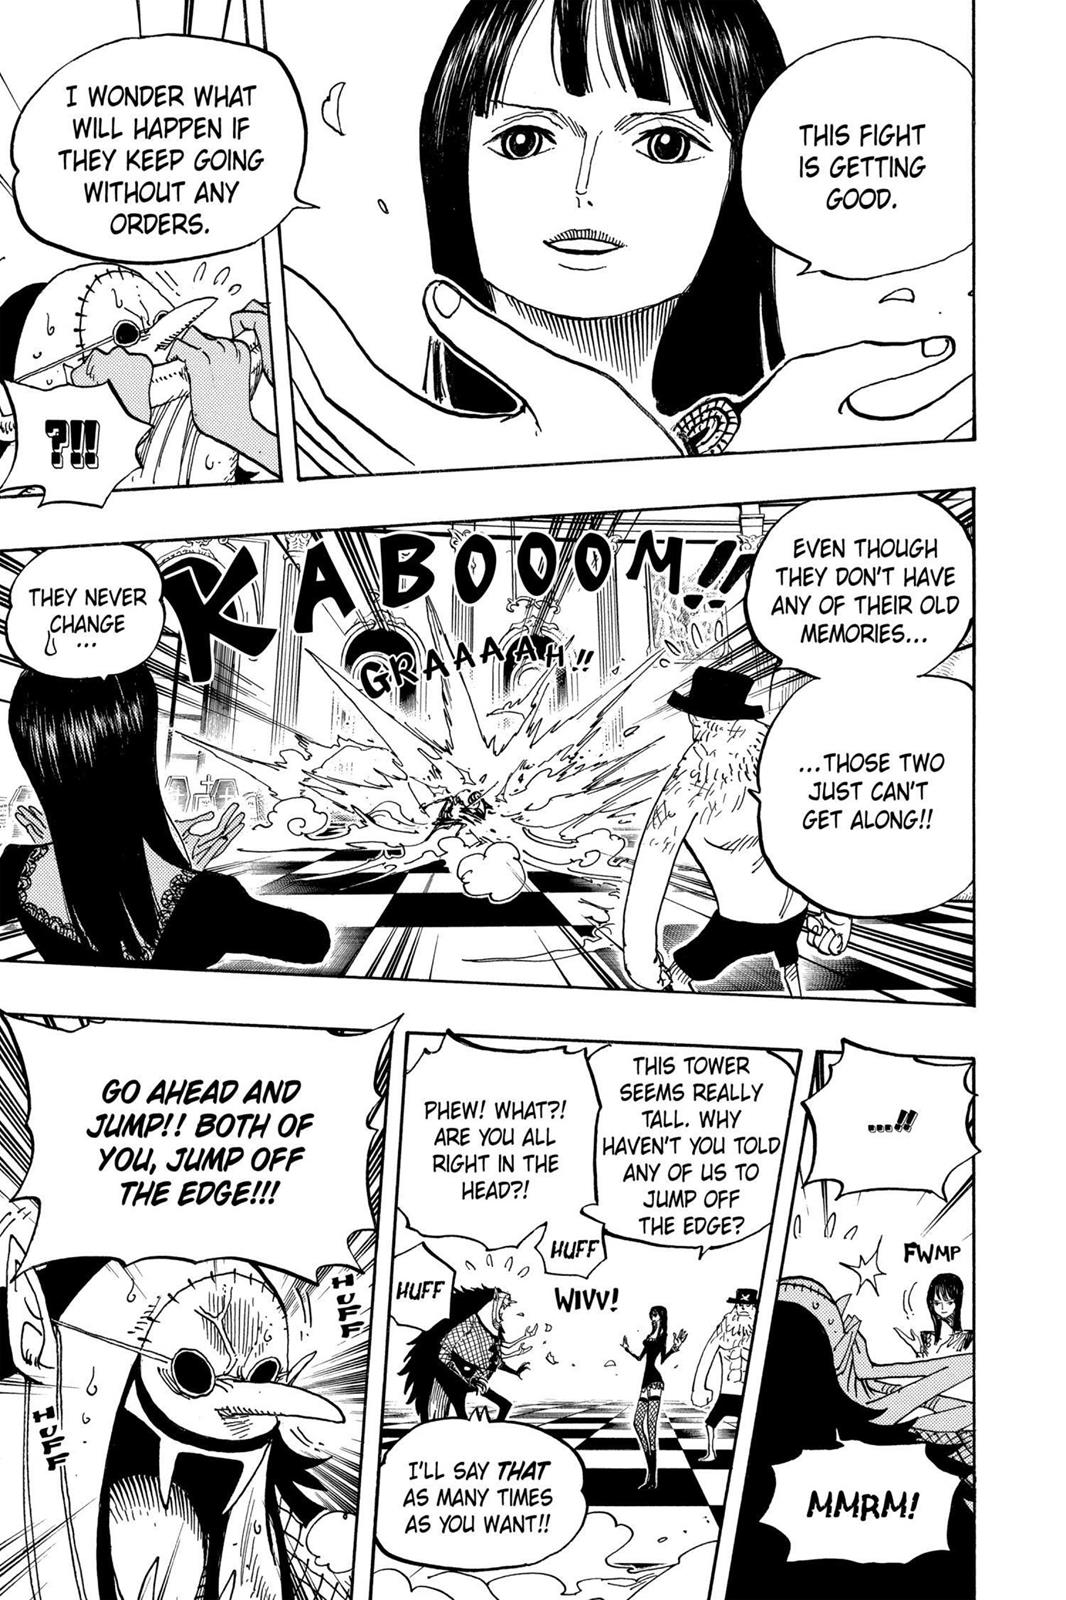 THIS FIGHT
IS GETTING
GOOD.
I WONDER WHAT
WILL HAPPEN IF
THEY KEEP GOING
WITHOUT ANY
ORDERS.
?!!
EVEN THOUGH
THEY DON'T HAVE
ANY OF THEIR OLD
MEMORIES...
...THOSE TWO
JUST CAN'T
GET ALONG!!
KABOOOM!!
GRAAAAAH!!
THEY NEVER
CHANGE
...
...!!
FWMP
MMRM!
THIS TOWER
SEEMS REALLY
TALL. WHY
HAVEN'T YOU TOLD
ANY OF US TO
JUMP OFF
THE EDGE?
PHEW! WHAT?!
ARE YOU ALL
RIGHT IN THE
HEAD?!
HUFF
HUFF
WIVV!
I'LL SAY THAT
AS MANY TIMES
AS YOU WANT!!
GO AHEAD AND
JUMP!! BOTH OF
YOU, JUMP OFF
THE EDGE!!!
HUFF
HUFF